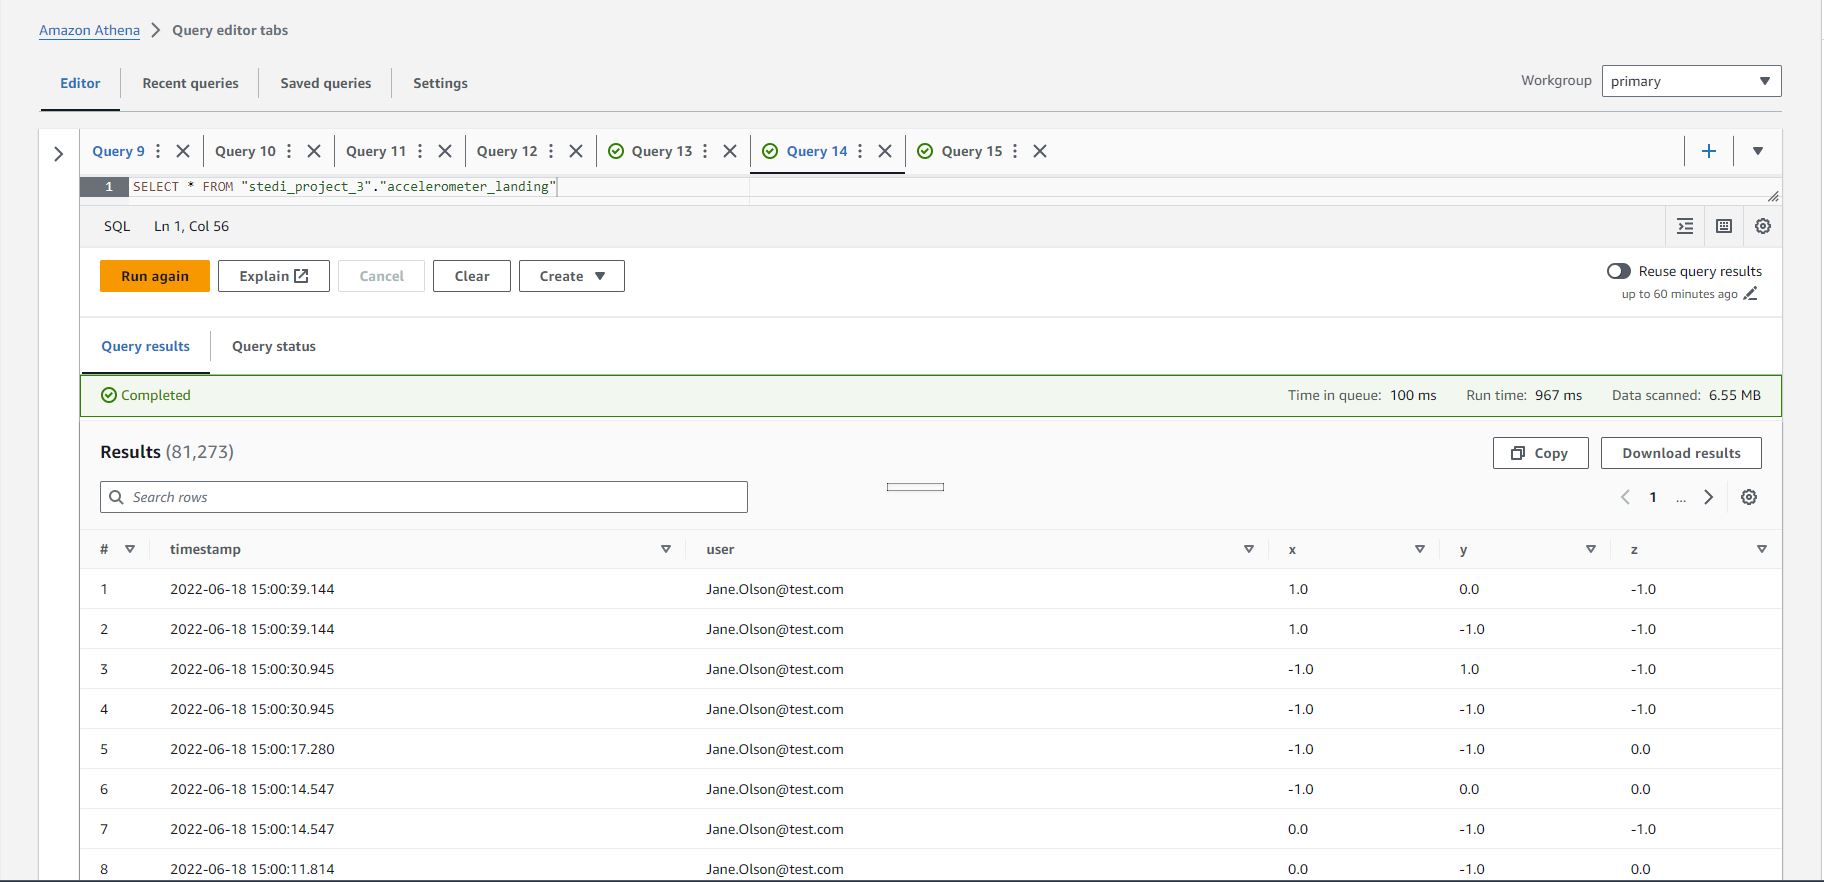 Amazon Athena > Query editor tabs
Editor Recent queries Saved queries Settings Workgroup primary
Query 9 Query 10 Query 11 Query 12 Query 13 Query 14 Query 15
1 SELECT * FROM "stedi_project_3"."accelerometer_landing"
SQL Ln 1, Col 56
Run again Explain Cancel Clear Create Reuse query results
up to 60 minutes ago
Query results Query status
Completed Time in queue: 100 ms Run time: 967 ms Data scanned: 6.55 MB
Results (81,273) Copy Download results
Search rows 1 ...
# timestamp user x y z
1 2022-06-18 15:00:39.144 Jane.Olson@test.com 1.0 0.0 -1.0
2 2022-06-18 15:00:39.144 Jane.Olson@test.com 1.0 -1.0 -1.0
3 2022-06-18 15:00:30.945 Jane.Olson@test.com -1.0 1.0 -1.0
4 2022-06-18 15:00:30.945 Jane.Olson@test.com -1.0 -1.0 -1.0
5 2022-06-18 15:00:17.280 Jane.Olson@test.com -1.0 -1.0 0.0
6 2022-06-18 15:00:14.547 Jane.Olson@test.com -1.0 0.0 0.0
7 2022-06-18 15:00:14.547 Jane.Olson@test.com 0.0 -1.0 -1.0
8 2022-06-18 15:00:11.814 Jane.Olson@test.com 0.0 -1.0 0.0